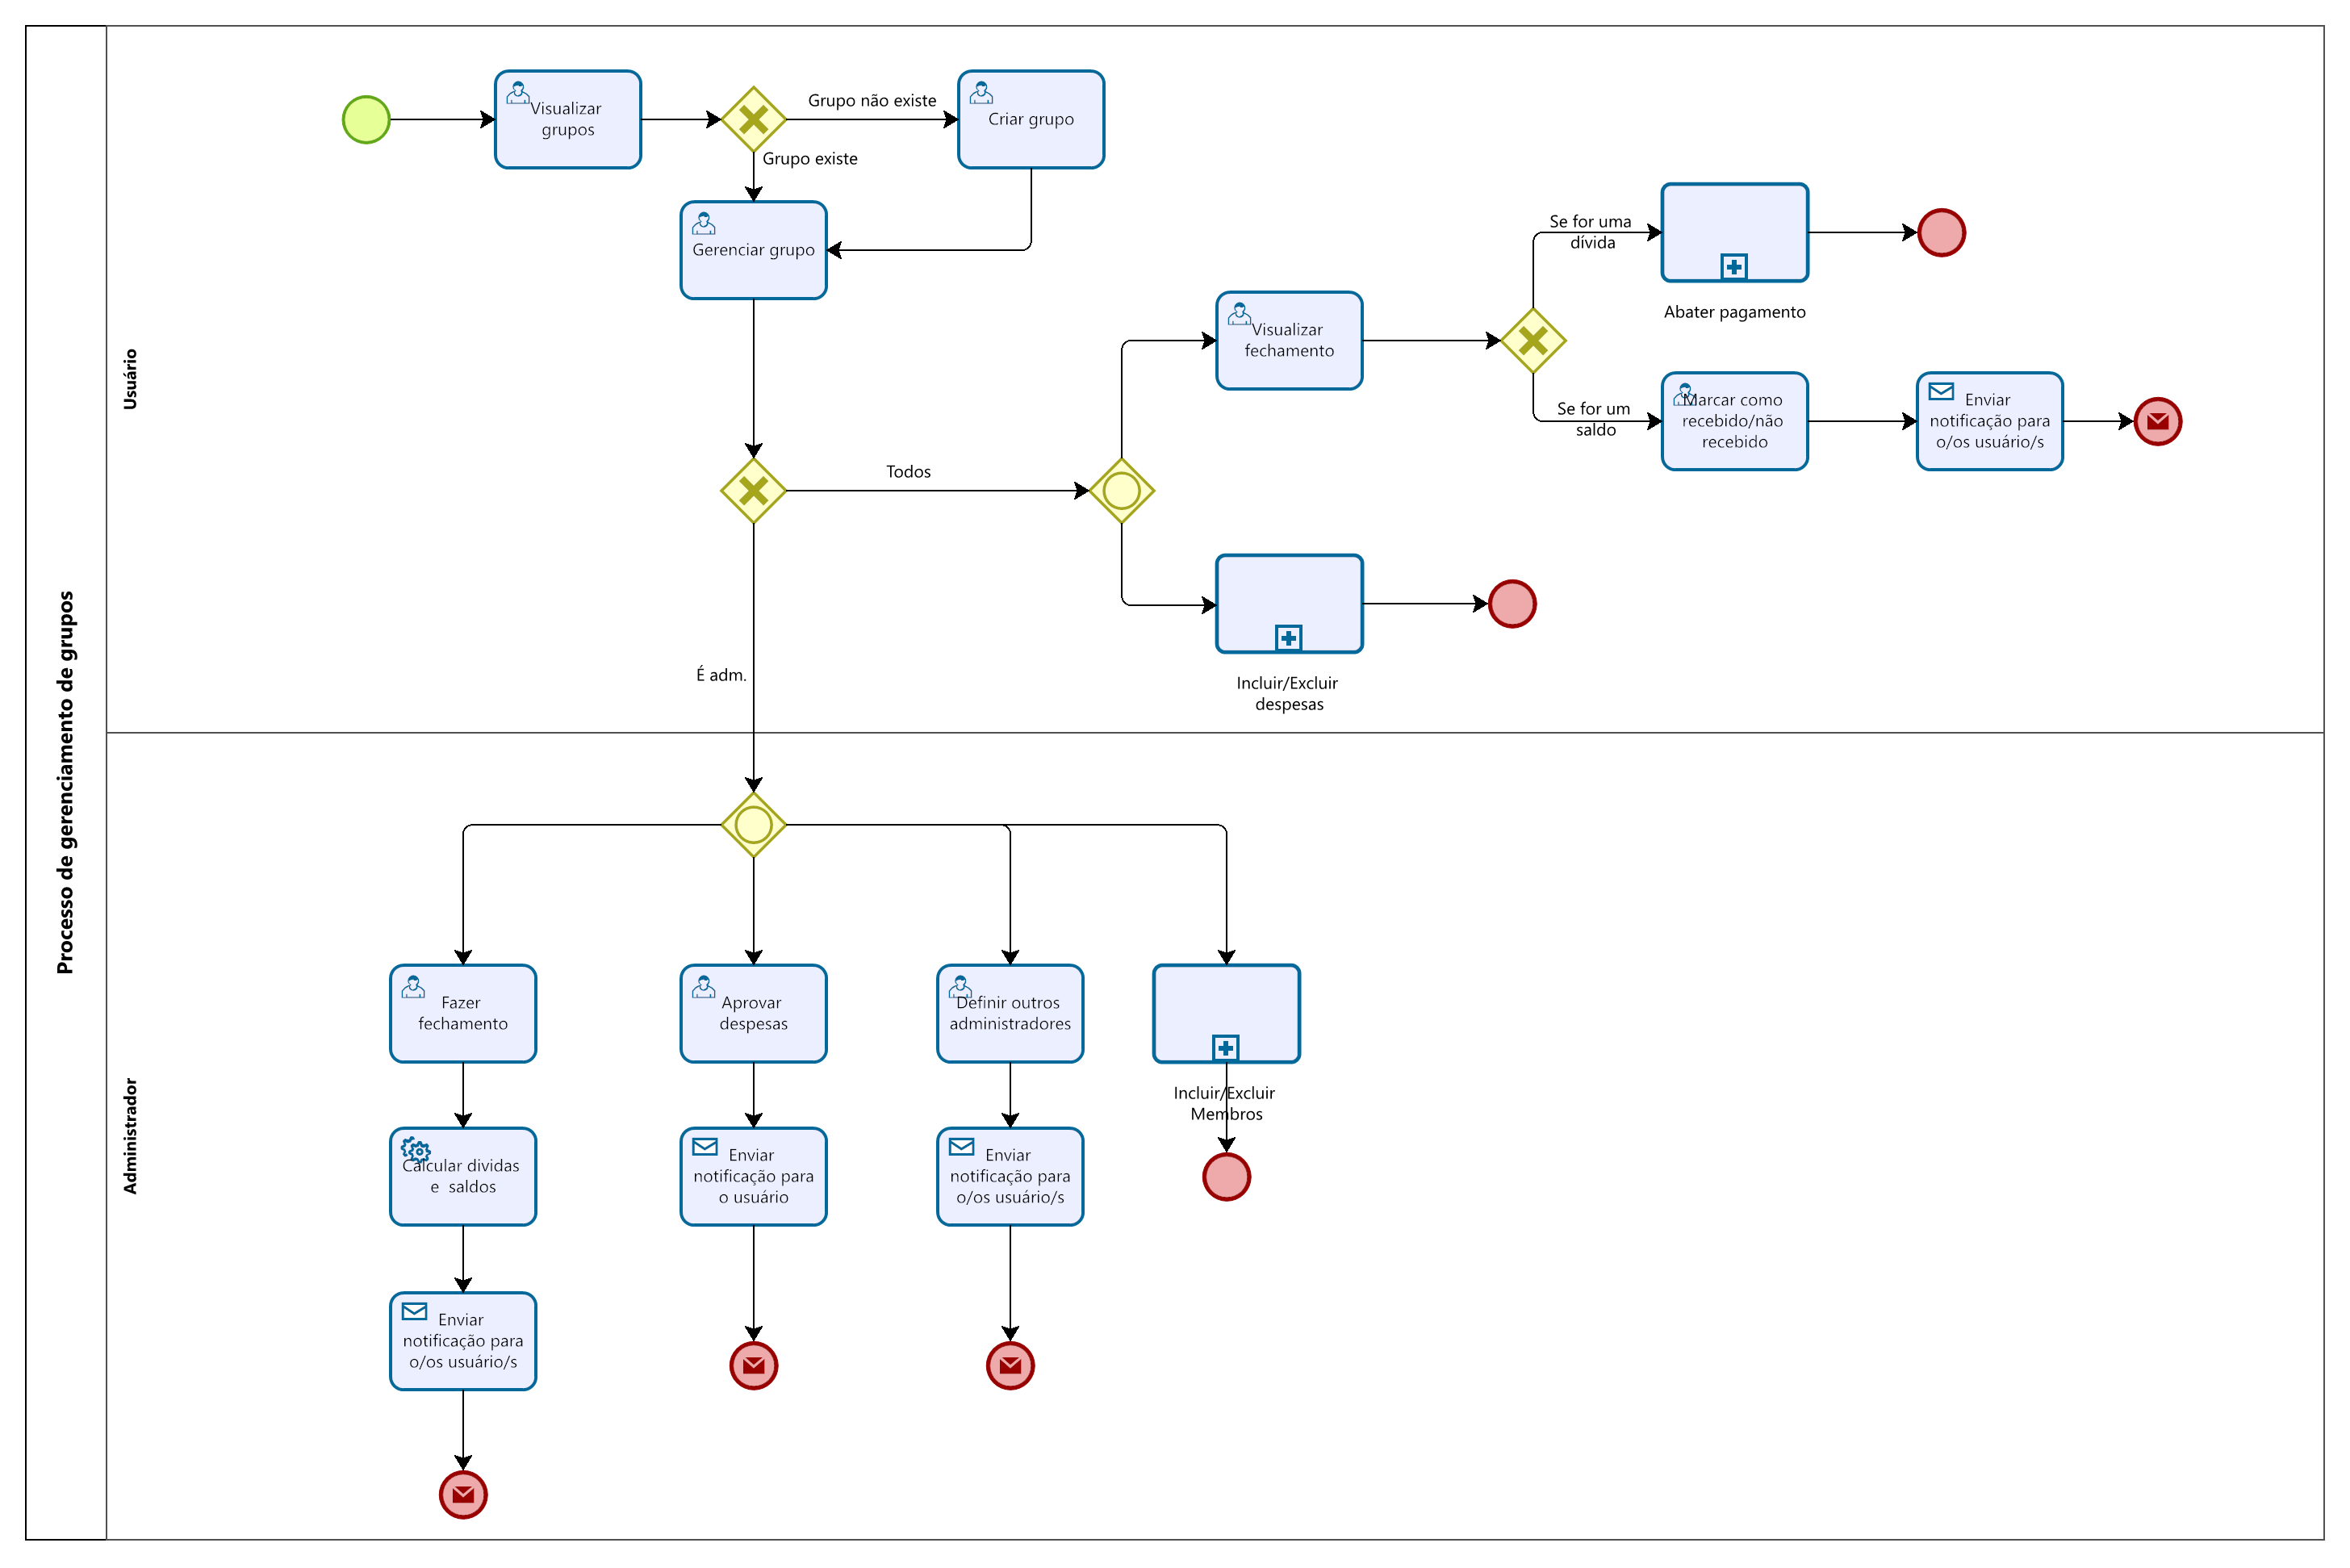 Processo de gerenciamento de grupos
Usuário
Visualizar
grupos
Grupo não existe
Criar grupo
Grupo existe
Gerenciar grupo
Se for uma
dívida
Abater pagamento
Visualizar
fechamento
Se for um
saldo
Marcar como
recebido/não
recebido
Enviar
notificação para
o/os usuário/s
Todos
Incluir/Excluir
despesas
É adm.
Administrador
Fazer
fechamento
Aprovar
despesas
Definir outros
administradores
Incluir/Excluir
Membros
Calcular dividas
e saldos
Enviar
notificação para
o usuário
Enviar
notificação para
o/os usuário/s
Enviar
notificação para
o/os usuário/s